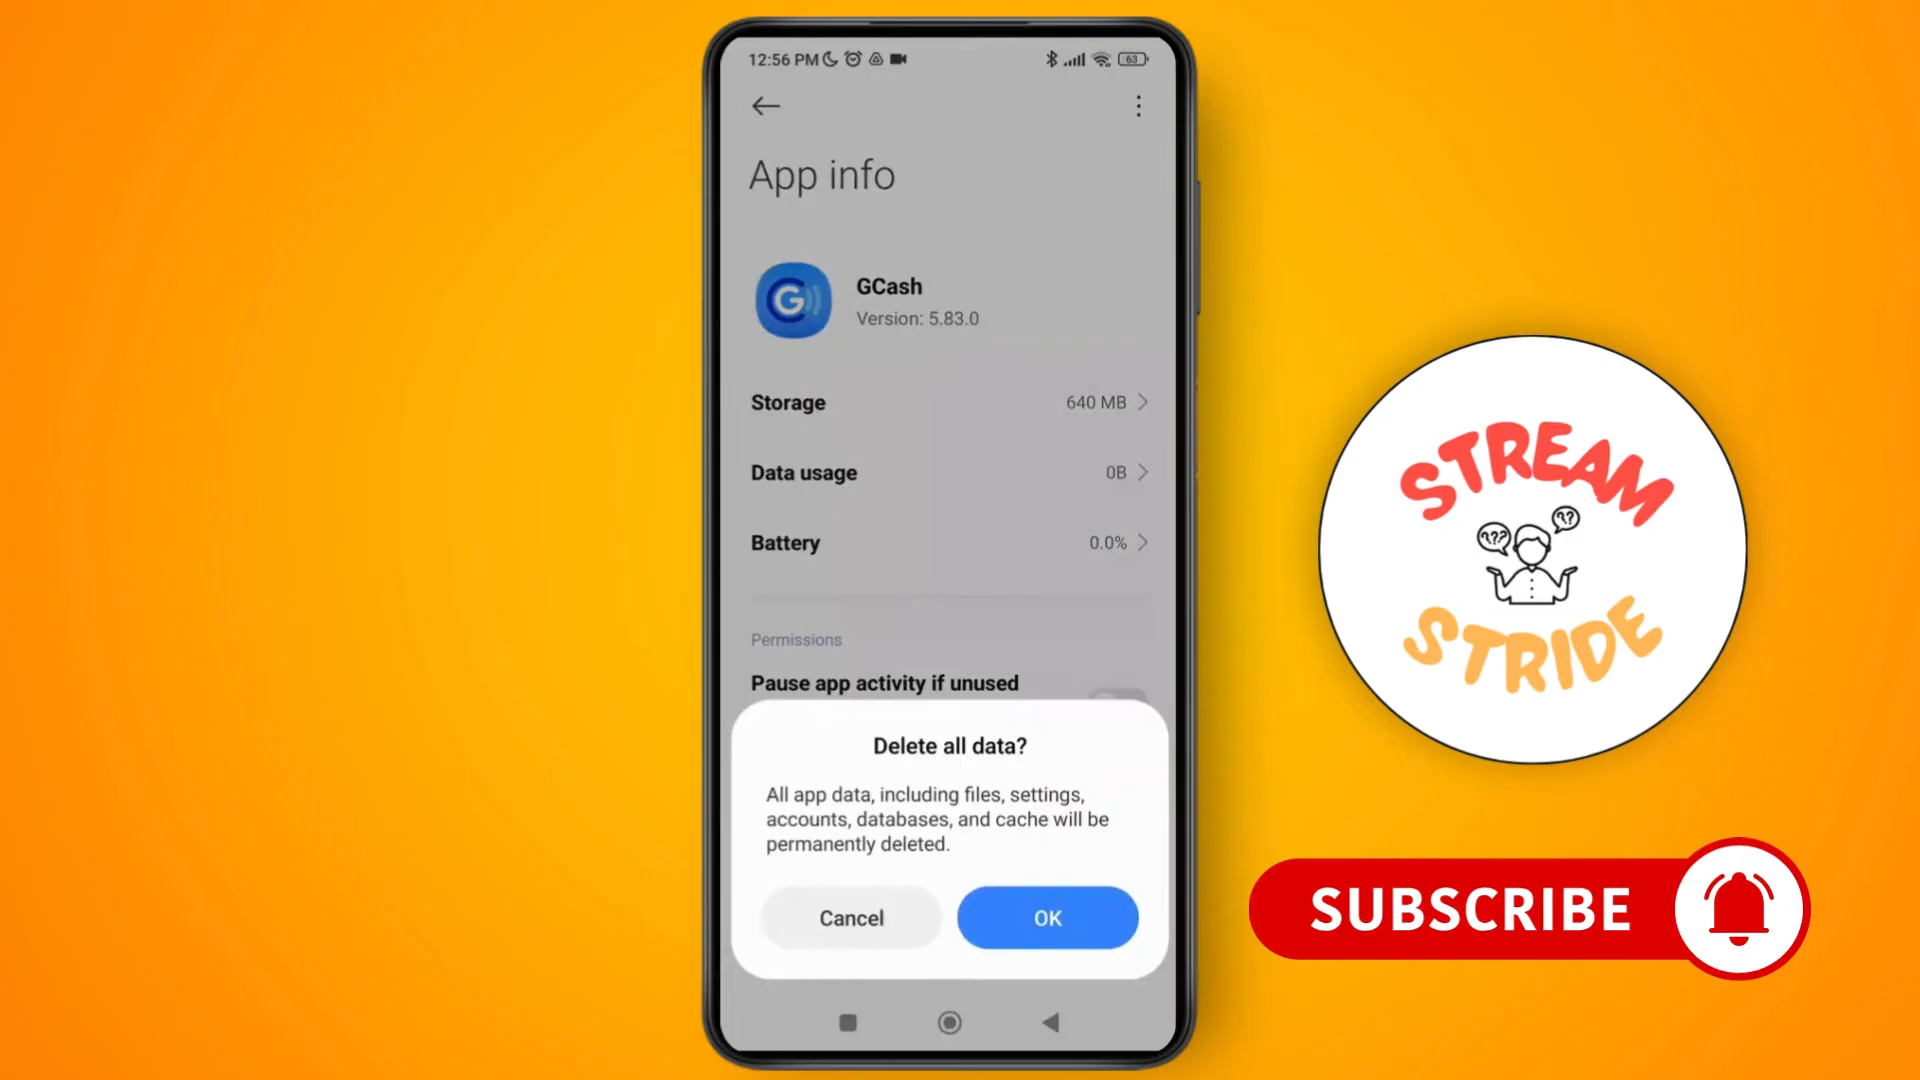 12:56 PM
63
App info
GCash
Version: 5.83.0
Storage
640 MB
Data usage
0B
Battery
0.0%
Permissions
Pause app activity if unused
Delete all data?
All app data, including files, settings,
accounts, databases, and cache will be
permanently deleted.
Cancel
OK
STREAM
???
??
STRIDE
SUBSCRIBE